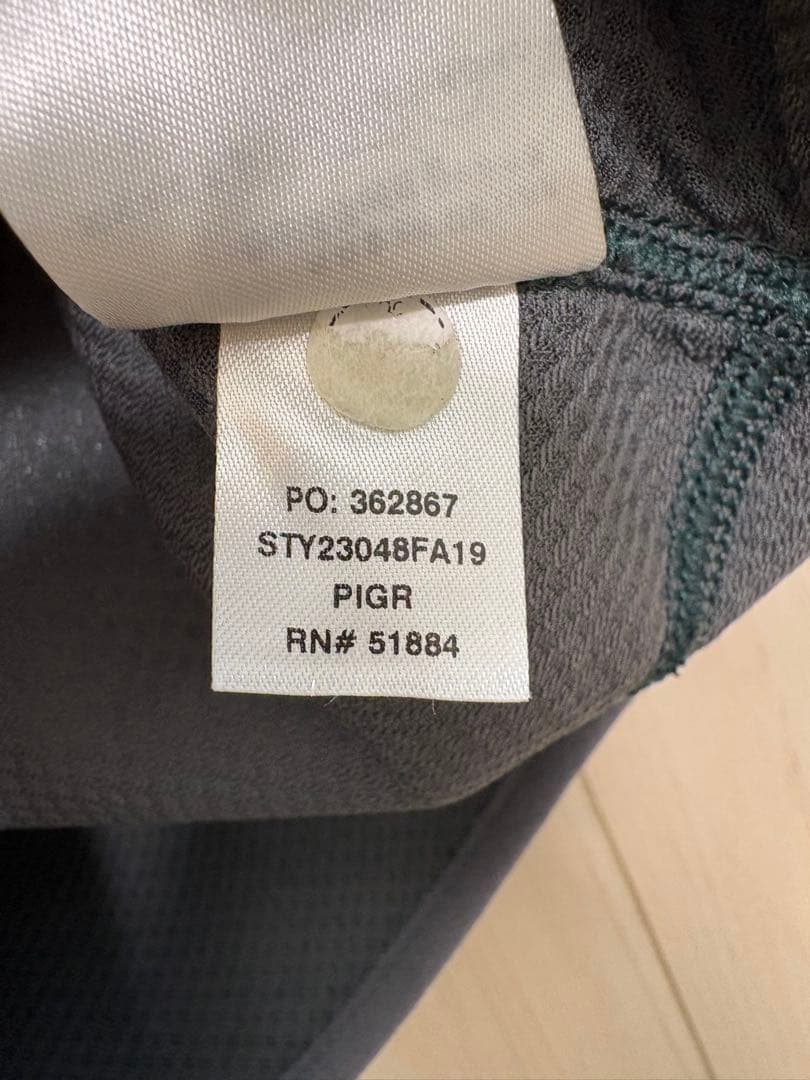 PO: 362867
STY23048FA19
PIGR
RN# 51884